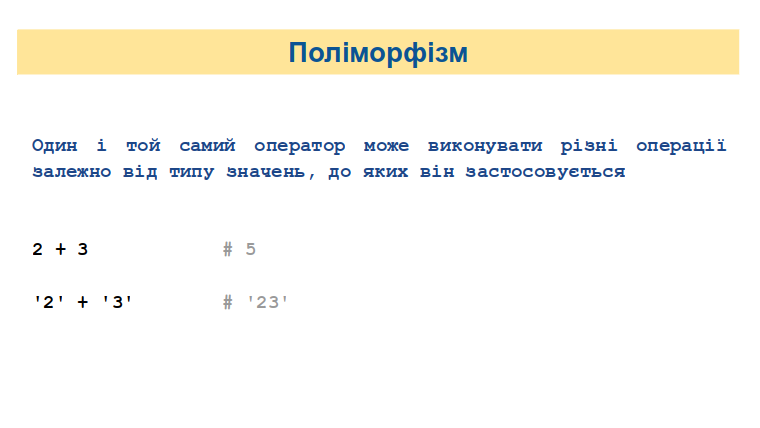 Поліморфізм
Один і той самий оператор може виконувати різні операції
залежно від типу значень, до яких він застосовується
2 + 3 # 5
'2' + '3' # '23'